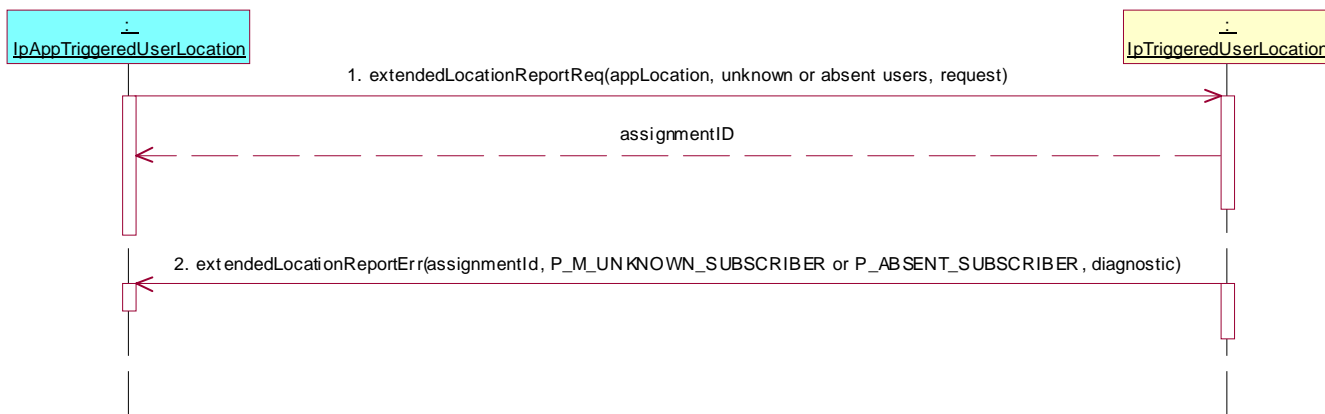 :
IpAppTriggeredUserLocation
:
IpTriggeredUserLocation
1. extendedLocationReportReq(appLocation, unknown or absent users, request)
assignmentID
2. extendedLocationReportErr(assignmentId, P_M_UNKNOWN_SUBSCRIBER or P_ABSENT_SUBSCRIBER, diagnostic)